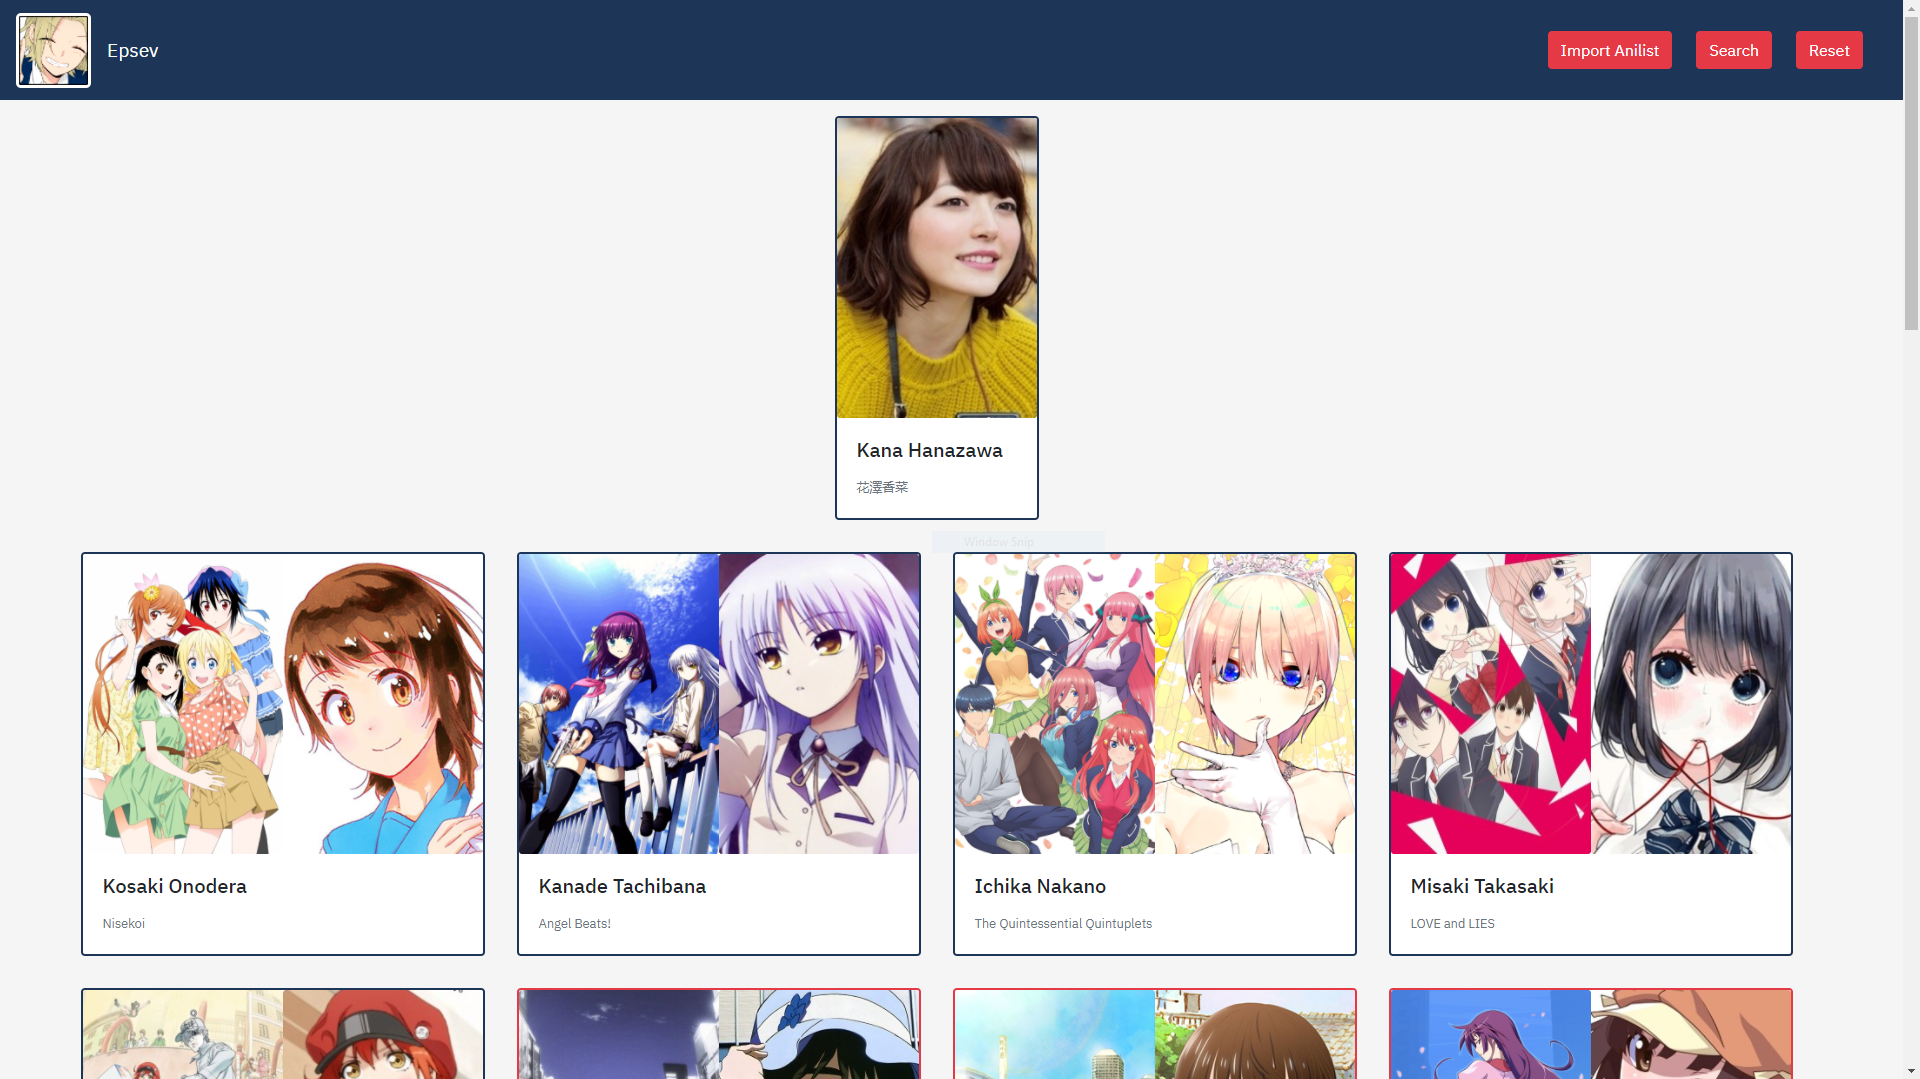 Epsev
Import Anilist
Search
Reset
Kana Hanazawa
花澤香菜
Window Snip
Kosaki Onodera
Nisekoi
Kanade Tachibana
Angel Beats!
Ichika Nakano
The Quintessential Quintuplets
Misaki Takasaki
LOVE and LIES